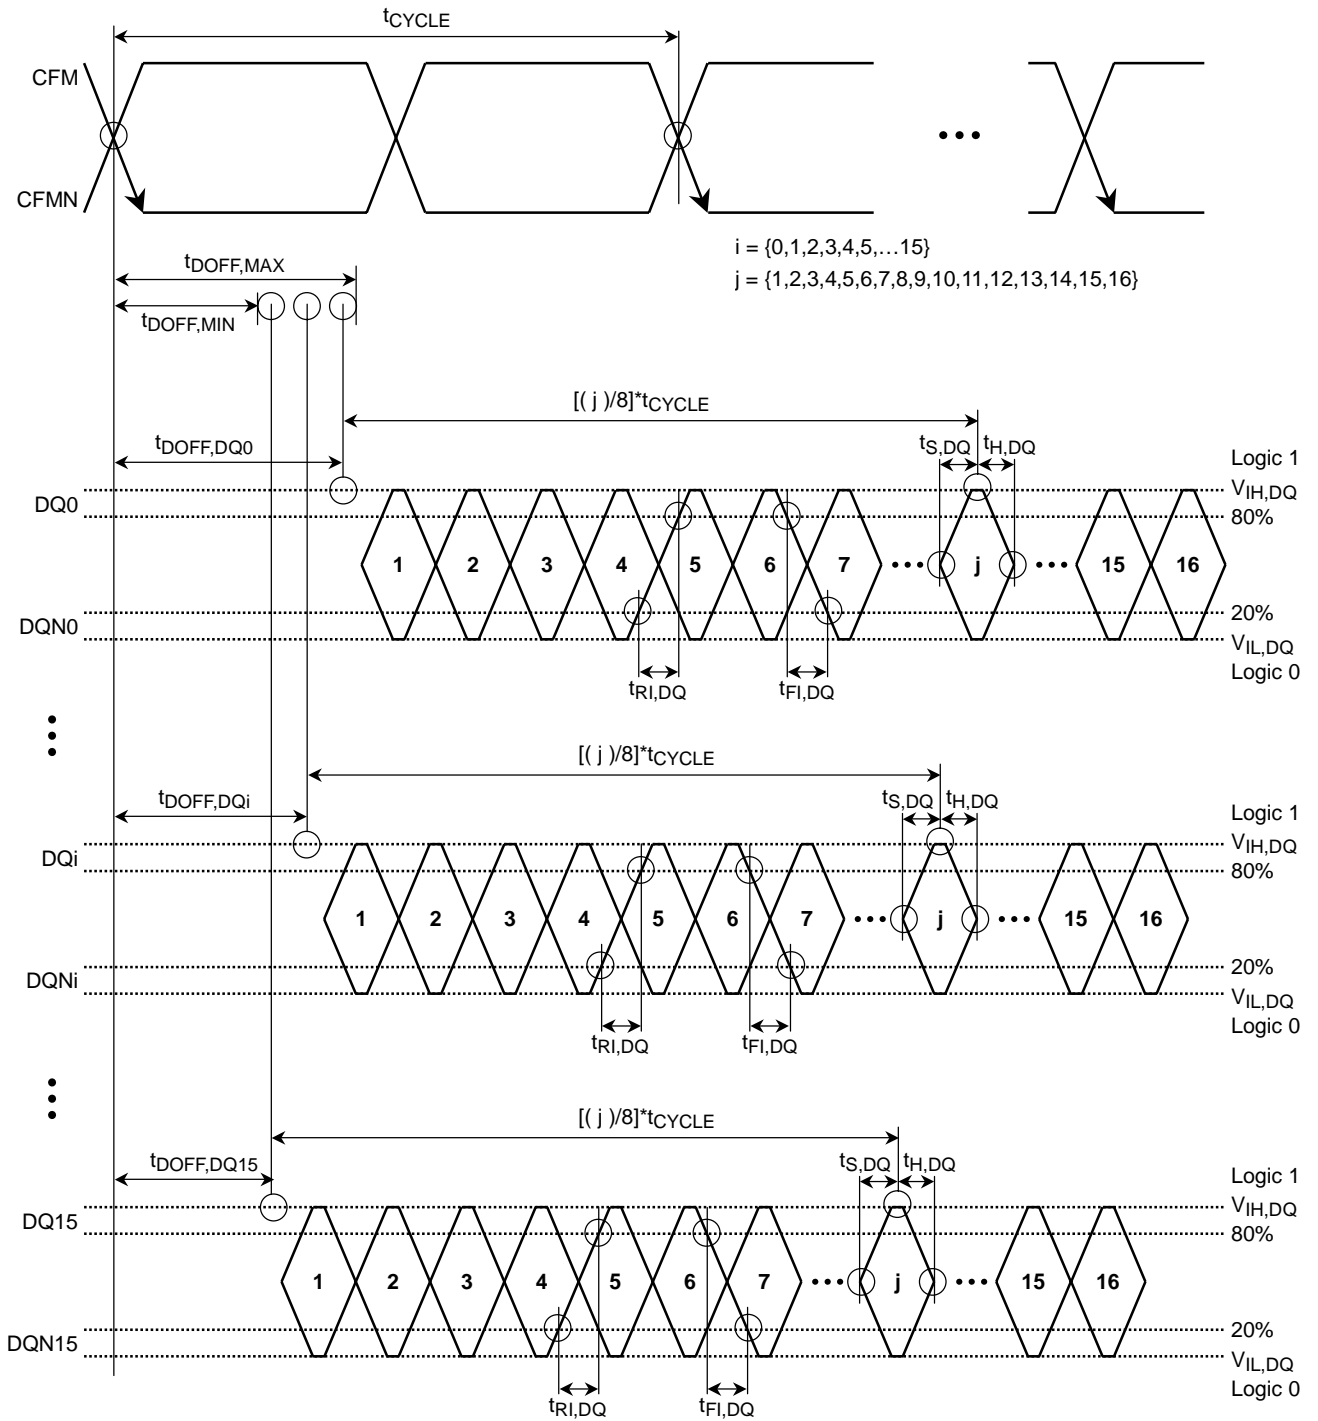 tCYCLE
CFM
CFMN
i = {0,1,2,3,4,5,…15}
j = {1,2,3,4,5,6,7,8,9,10,11,12,13,14,15,16}
tDOFF,MAX
tDOFF,MIN
[( j )/8]*tCYCLE
tDOFF,DQ0
tS,DQ tH,DQ
Logic 1
VIH,DQ
DQ0
80%
1 2 3 4 5 6 7 j 15 16
20%
DQN0
VIL,DQ
Logic 0
tRI,DQ tFI,DQ
[( j )/8]*tCYCLE
tDOFF,DQi
tS,DQ tH,DQ
Logic 1
VIH,DQ
DQi
80%
1 2 3 4 5 6 7 j 15 16
20%
DQNi
VIL,DQ
Logic 0
tRI,DQ tFI,DQ
[( j )/8]*tCYCLE
tDOFF,DQ15
tS,DQ tH,DQ
Logic 1
VIH,DQ
DQ15
80%
1 2 3 4 5 6 7 j 15 16
20%
DQN15
VIL,DQ
Logic 0
tRI,DQ tFI,DQ